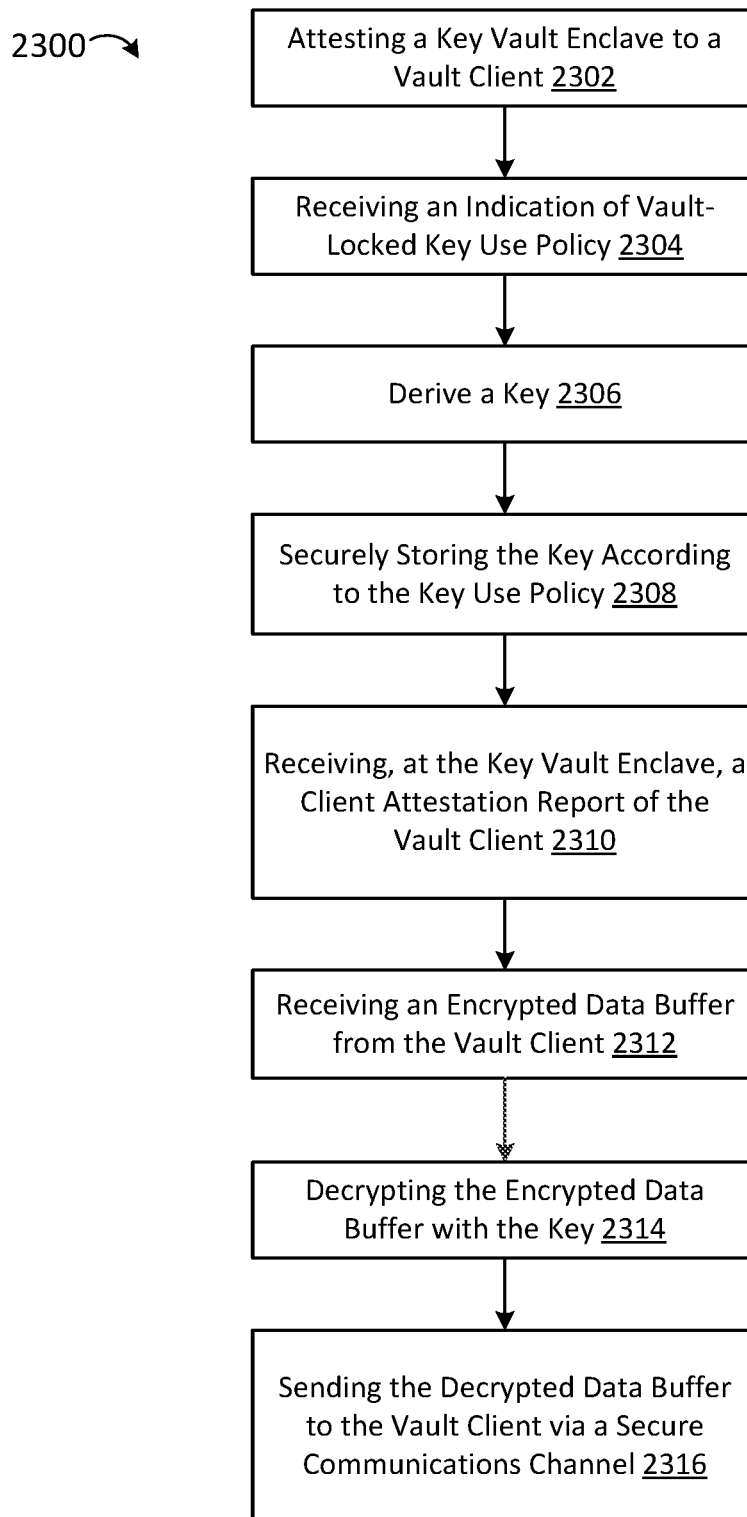 2300
Attesting a Key Vault Enclave to a
Vault Client 2302
Receiving an Indication of Vault-
Locked Key Use Policy 2304
Derive a Key 2306
Securely Storing the Key According
to the Key Use Policy 2308
Receiving, at the Key Vault Enclave, a
Client Attestation Report of the
Vault Client 2310
Receiving an Encrypted Data Buffer
from the Vault Client 2312
Decrypting the Encrypted Data
Buffer with the Key 2314
Sending the Decrypted Data Buffer
to the Vault Client via a Secure
Communications Channel 2316